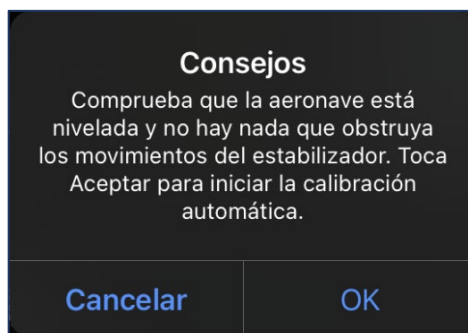 Consejos
Comprueba que la aeronave está
nivelada y no hay nada que obstruya
los movimientos del estabilizador. Toca
Aceptar para iniciar la calibración
automática.
Cancelar
OK